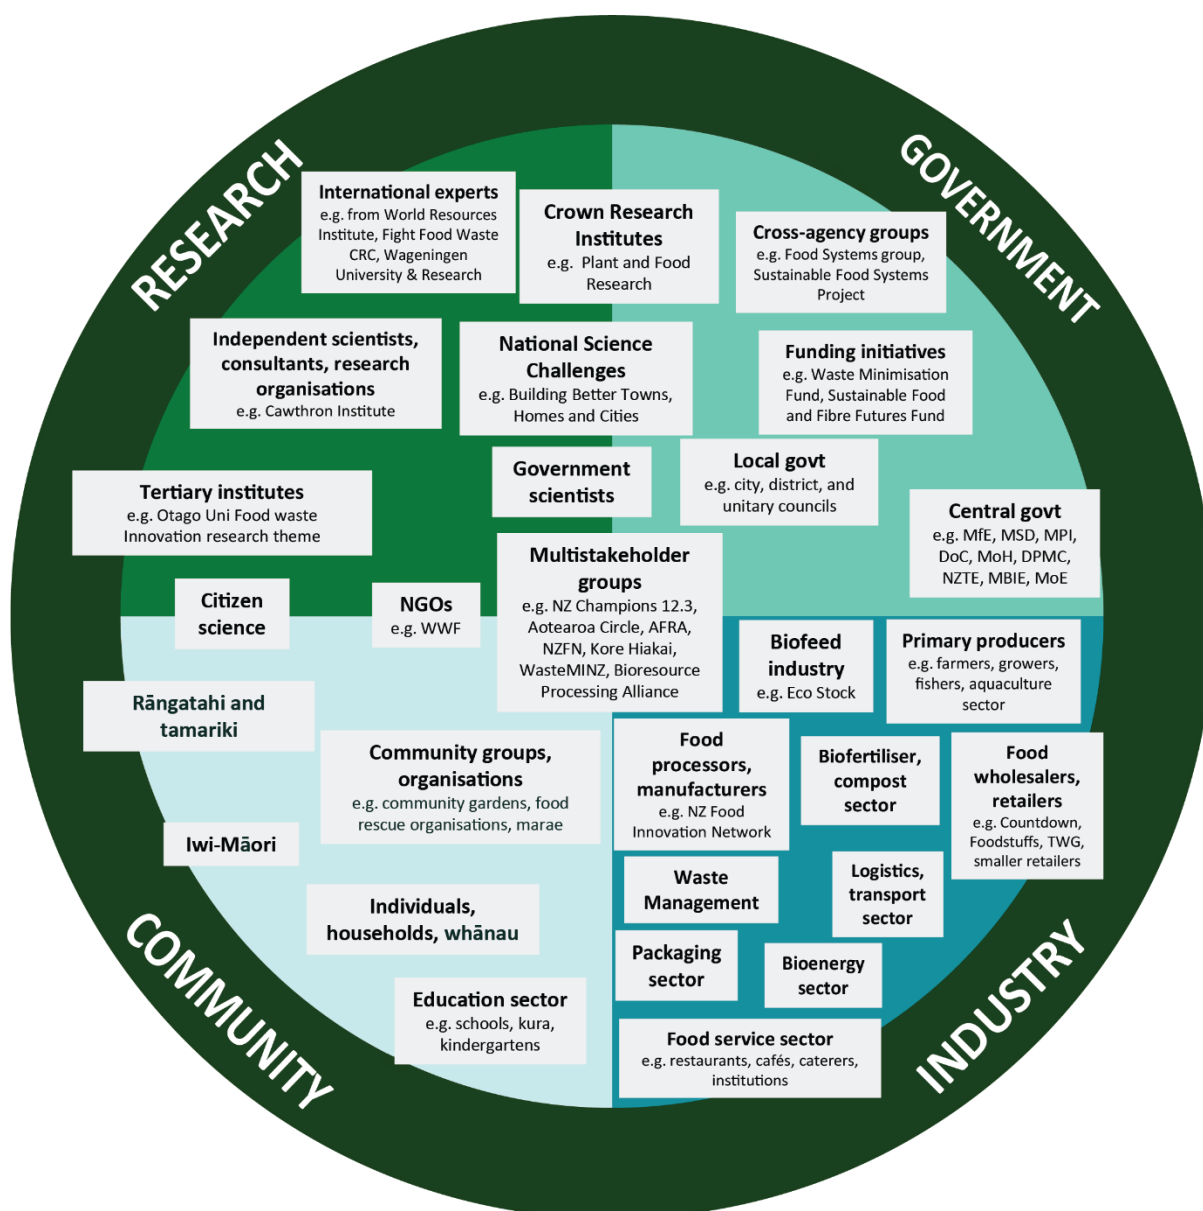 RESEARCH
GOVERNMENT
International experts
e.g. from World Resources
Institute, Fight Food Waste
CRC, Wageningen
University & Research
Crown Research
Institutes
e.g.  Plant and Food
Research
Cross-agency groups
e.g. Food Systems group,
Sustainable Food Systems
Project
Independent scientists,
consultants, research
organisations
e.g. Cawthron Institute
National Science
Challenges
e.g. Building Better Towns,
Homes and Cities
Funding initiatives
e.g. Waste Minimisation
Fund, Sustainable Food
and Fibre Futures Fund
Tertiary institutes
e.g. Otago Uni Food waste
Innovation research theme
Government
scientists
Local govt
e.g. city, district, and
unitary councils
Central govt
e.g. MfE, MSD, MPI,
DoC, MoH, DPMC,
NZTE, MBIE, MoE
Citizen
science
NGOs
e.g. WWF
Multistakeholder
groups
e.g. NZ Champions 12.3,
Aotearoa Circle, AFRA,
NZFN, Kore Hiakai,
WasteMINZ, Bioresource
Processing Alliance
Biofeed
industry
e.g. Eco Stock
Primary producers
e.g. farmers, growers,
fishers, aquaculture
sector
Rāngatahi and
tamariki
Community groups,
organisations
e.g. community gardens, food
rescue organisations, marae
Food
processors,
manufacturers
e.g. NZ Food
Innovation Network
Biofertiliser,
compost
sector
Food
wholesalers,
retailers
e.g. Countdown,
Foodstuffs, TWG,
smaller retailers
Iwi-Māori
Individuals,
households, whānau
Waste
Management
Logistics,
transport
sector
Packaging
sector
Bioenergy
sector
Education sector
e.g. schools, kura,
kindergartens
Food service sector
e.g. restaurants, cafés, caterers,
institutions
COMMUNITY
INDUSTRY